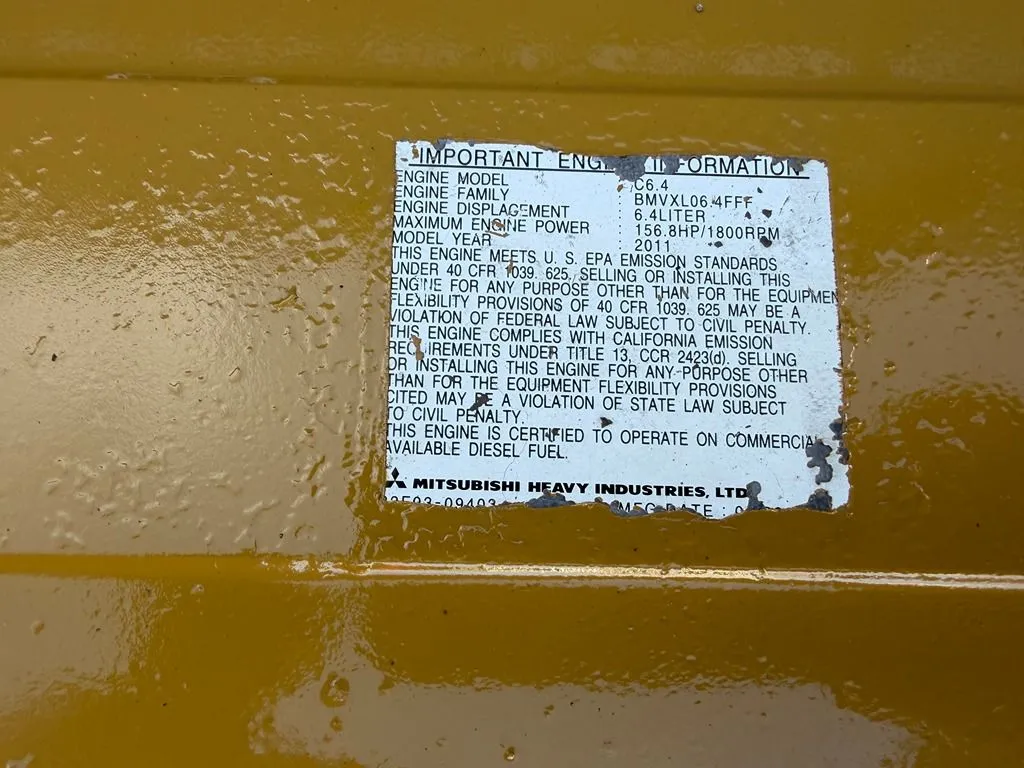 IMPORTANT ENGINE INFORMATION
ENGINE MODEL : C6.4
ENGINE FAMILY : BMVXL06.4FFF
ENGINE DISPLACEMENT : 6.4LITER
MAXIMUM ENGINE POWER : 156.8HP/1800RPM
MODEL YEAR : 2011
THIS ENGINE MEETS U. S. EPA EMISSION STANDARDS
UNDER 40 CFR 1039. 625. SELLING OR INSTALLING THIS
ENGINE FOR ANY PURPOSE OTHER THAN FOR THE EQUIPMEN
FLEXIBILITY PROVISIONS OF 40 CFR 1039. 625 MAY BE A
VIOLATION OF FEDERAL LAW SUBJECT TO CIVIL PENALTY.
THIS ENGINE COMPLIES WITH CALIFORNIA EMISSION
REQUIREMENTS UNDER TITLE 13, CCR 2423(d). SELLING
OR INSTALLING THIS ENGINE FOR ANY PURPOSE OTHER
THAN FOR THE EQUIPMENT FLEXIBILITY PROVISIONS
CITED MAY BE A VIOLATION OF STATE LAW SUBJECT
TO CIVIL PENALTY.
THIS ENGINE IS CERTIFIED TO OPERATE ON COMMERCIAL
AVAILABLE DIESEL FUEL.
MITSUBISHI HEAVY INDUSTRIES, LTD
MFG DATE :